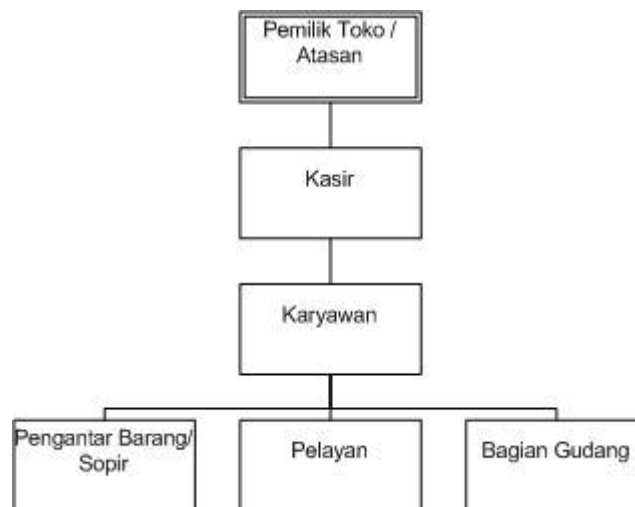 Pemilik Toko /
Atasan
Kasir
Karyawan
Pengantar Barang/
Sopir
Pelayan
Bagian Gudang